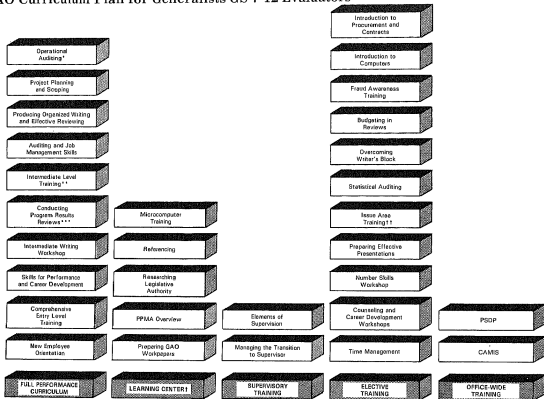 AO Curriculum Plan for Generalists GS 7-12 Evaluators
Operational
Auditing*
Project Planning
and Scoping
Producing Organized Writing
and Effective Reviewing
Auditing and Job
Management Skills
Intermediate Level
Training**
Conducting
Program Results
Reviews***
Intermediate Writing
Workshop
Skills for Performance
and Career Development
Comprehensive
Entry Level
Training
New Employee
Orientation
FULL PERFORMANCE
CURRICULUM
Microcomputer
Training
Referencing
Researching
Legislative
Authority
PPMA Overview
Preparing GAO
Workpapers
LEARNING CENTER†
Elements of
Supervision
Managing the Transition
to Supervisor
SUPERVISORY
TRAINING
Introduction to
Procurement and
Contracts
Introduction to
Computers
Fraud Awareness
Training
Budgeting in
Reviews
Overcoming
Writer's Block
Statistical Auditing
Issue Area
Training††
Preparing Effective
Presentations
Number Skills
Workshop
Counseling and
Career Development
Workshops
Time Management
ELECTIVE
TRAINING
PSDP
CAMIS
OFFICE-WIDE
TRAINING